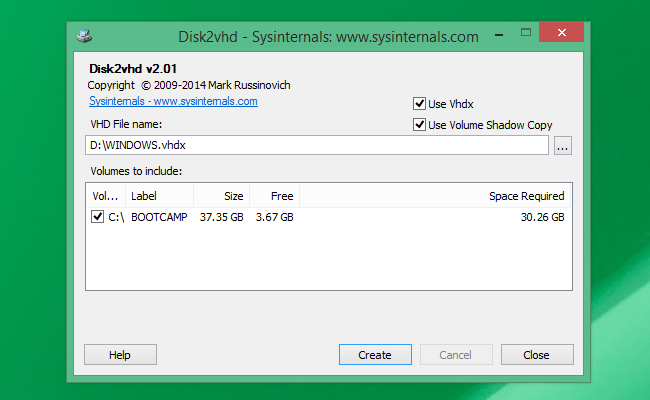 Disk2vhd - Sysinternals: www.sysinternals.com
Disk2vhd v2.01
Copyright © 2009-2014 Mark Russinovich
Sysinternals - www.sysinternals.com
Use Vhdx
VHD File name:
Use Volume Shadow Copy
D:\WINDOWS.vhdx
...
Volumes to include:
Vol... Label Size Free Space Required
C:\ BOOTCAMP 37.35 GB 3.67 GB 30.26 GB
Help Create Cancel Close